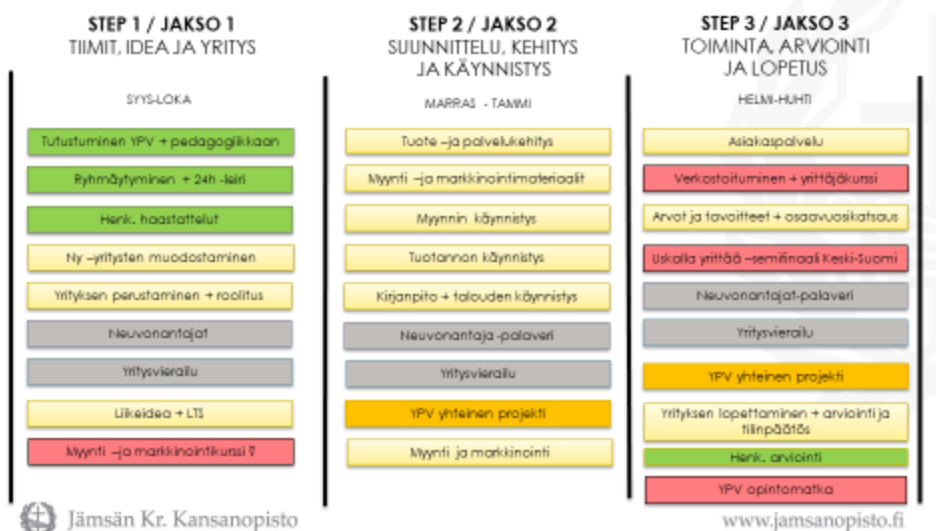 STEP 1 / JAKSO 1
TIIMIT, IDEA JA YRITYS
SYYS-LOKA
Tutustuminen YPV + pedagogiikkaan
Ryhmäytyminen + 24h -leiri
Henk. haastattelut
Ny –yritysten muodostaminen
Yrityksen perustaminen + roolitus
Neuvonantajat
Yritysvierailu
Liikeidea + LTS
Myynti –ja markkinointikurssi ?
STEP 2 / JAKSO 2
SUUNNITTELU, KEHITYS
JA KÄYNNISTYS
MARRAS - TAMMI
Tuote –ja palvelukehitys
Myynti –ja markkinointimateriaalit
Myynnin käynnistys
Tuotannon käynnistys
Kirjanpito + talouden käynnistys
Neuvonantaja -palaveri
Yritysvierailu
YPV yhteinen projekti
Myynti ja markkinointi
STEP 3 / JAKSO 3
TOIMINTA, ARVIOINTI
JA LOPETUS
HELMI-HUHTI
Asiakaspalvelu
Verkostoituminen + yrittäjäkurssi
Arvot ja tavoitteet + osaavuosikatsaus
Uskalla yrittää –semifinaali Keski-Suomi
Neuvonantajat-palaveri
Yritysvierailu
YPV yhteinen projekti
Yrityksen lopettaminen + arviointi ja
tilinpäätös
Henk. arviointi
YPV opintomatka
Jämsän Kr. Kansanopisto
www.jamsanopisto.fi